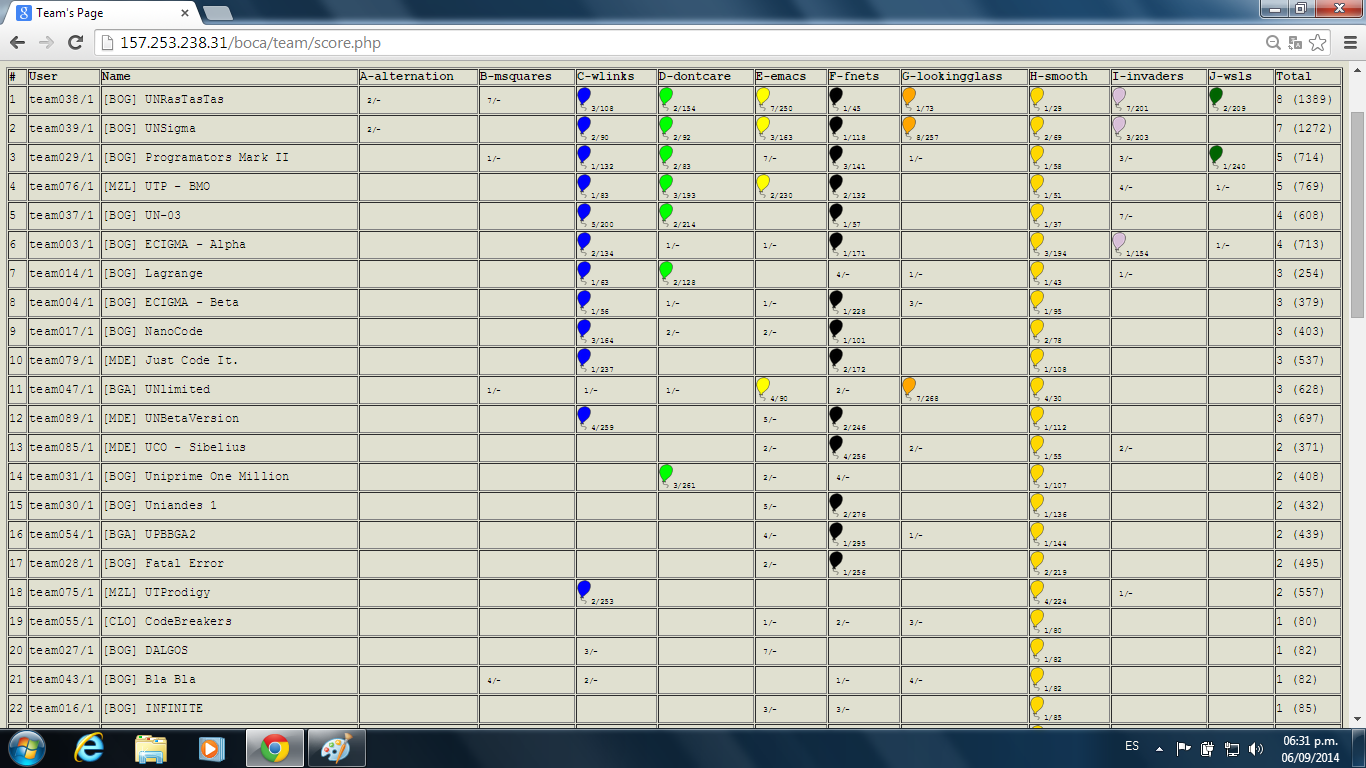 Team's Page
157.253.238.31/boca/team/score.php
# User Name A-alternation B-msquares C-wlinks D-dontcare E-emacs F-fnets G-lookingglass H-smooth I-invaders J-wsls Total
1 team038/1 [BOG] UNRasTasTas 2/- 7/- 3/108 2/154 7/250 1/45 1/73 1/29 7/201 2/209 8 (1389)
2 team039/1 [BOG] UNSigma 2/- 2/90 2/92 3/163 1/118 8/257 2/69 3/203 7 (1272)
3 team029/1 [BOG] Programators Mark II 1/- 1/132 2/83 7/- 3/141 1/- 1/58 3/- 1/240 5 (714)
4 team076/1 [MZL] UTP - BMO 1/83 3/193 2/230 2/132 1/51 4/- 1/- 5 (769)
5 team037/1 [BOG] UN-03 5/200 2/214 1/57 1/37 7/- 4 (608)
6 team003/1 [BOG] ECIGMA - Alpha 2/134 1/- 1/- 1/171 3/194 1/154 1/- 4 (713)
7 team014/1 [BOG] Lagrange 1/63 2/128 4/- 1/- 1/43 1/- 3 (254)
8 team004/1 [BOG] ECIGMA - Beta 1/56 1/- 1/- 1/228 3/- 1/95 3 (379)
9 team017/1 [BOG] NanoCode 3/164 2/- 2/- 1/101 2/78 3 (403)
10 team079/1 [MDE] Just Code It. 1/237 2/172 1/108 3 (537)
11 team047/1 [BGA] UNlimited 1/- 1/- 1/- 4/90 2/- 7/268 4/30 3 (628)
12 team089/1 [MDE] UNBetaVersion 4/259 5/- 2/246 1/112 3 (697)
13 team085/1 [MDE] UCO - Sibelius 2/- 4/256 2/- 1/55 2/- 2 (371)
14 team031/1 [BOG] Uniprime One Million 3/261 2/- 4/- 1/107 2 (408)
15 team030/1 [BOG] Uniandes 1 5/- 2/276 1/136 2 (432)
16 team054/1 [BGA] UPBBGA2 4/- 1/295 1/- 1/144 2 (439)
17 team028/1 [BOG] Fatal Error 2/- 1/256 2/219 2 (495)
18 team075/1 [MZL] UTProdigy 2/253 4/224 1/- 2 (557)
19 team055/1 [CLO] CodeBreakers 1/- 2/- 3/- 1/80 1 (80)
20 team027/1 [BOG] DALGOS 3/- 7/- 1/82 1 (82)
21 team043/1 [BOG] Bla Bla 4/- 2/- 1/- 4/- 1/82 1 (82)
22 team016/1 [BOG] INFINITE 3/- 3/- 1/85 1 (85)
ES
06:31 p.m.
06/09/2014